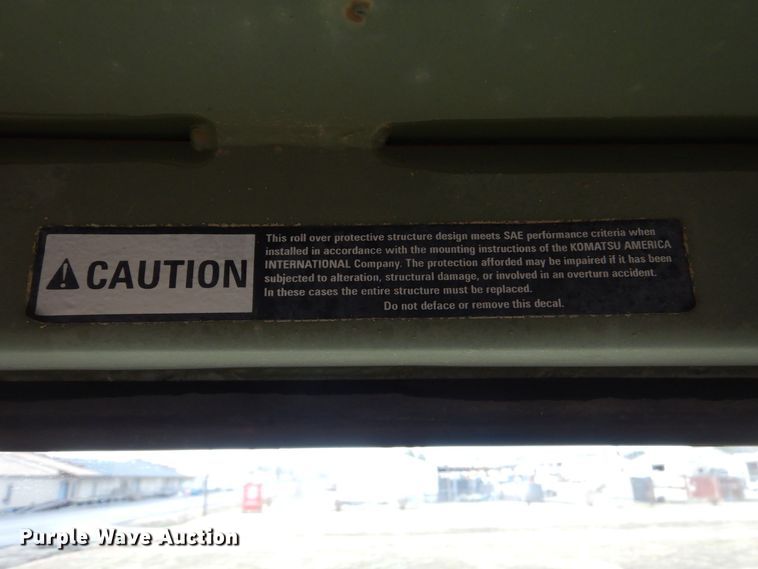 CAUTION
This roll over protective structure design meets SAE performance criteria when
installed in accordance with the mounting instructions of the KOMATSU AMERICA
INTERNATIONAL Company. The protection afforded may be impaired if it has been
subjected to alteration, structural damage, or involved in an overturn accident.
In these cases the entire structure must be replaced.
Do not deface or remove this decal.
Purple Wave Auction